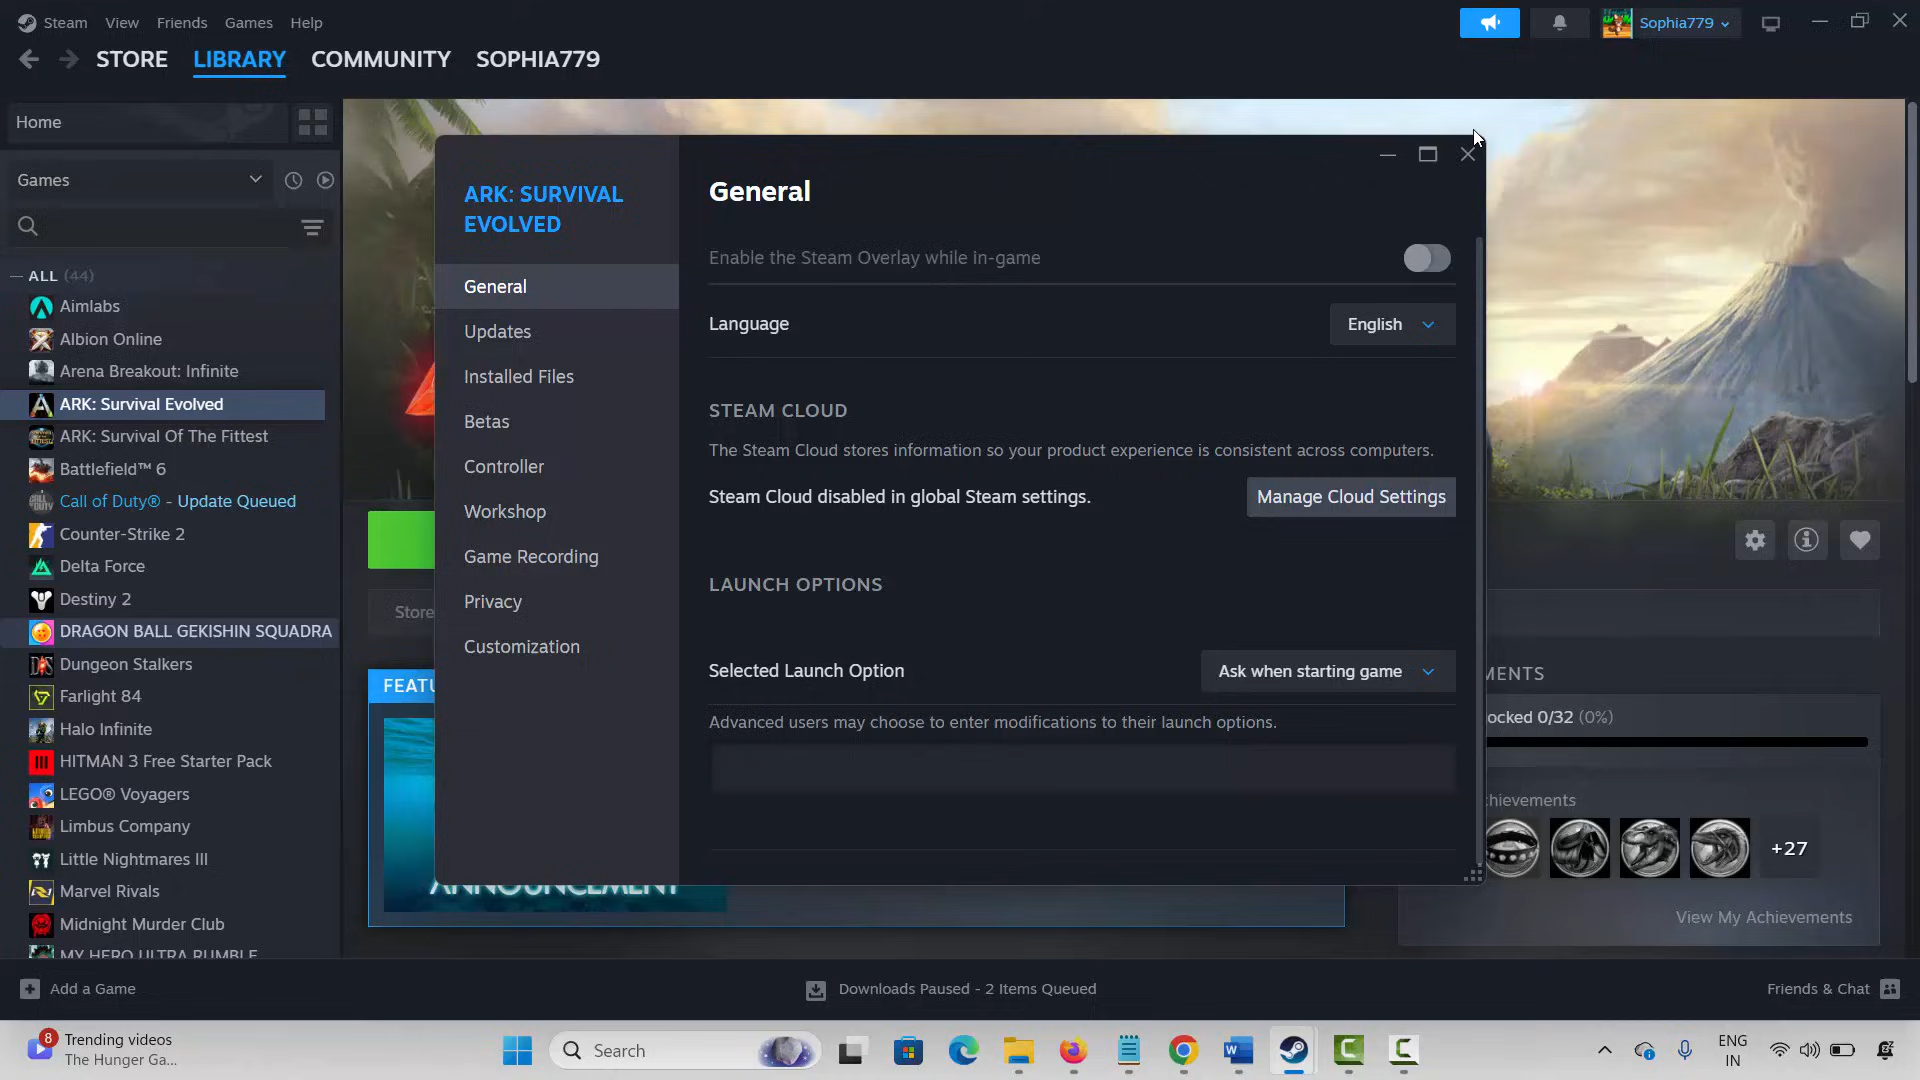 Steam View Friends Games Help
Sophia779
STORE LIBRARY COMMUNITY SOPHIA779
Home
Games
ALL (44)
Aimlabs
Albion Online
Arena Breakout: Infinite
ARK: Survival Evolved
ARK: Survival Of The Fittest
Battlefield™ 6
Call of Duty® - Update Queued
Counter-Strike 2
Delta Force
Destiny 2
DRAGON BALL GEKISHIN SQUADRA
Dungeon Stalkers
Farlight 84
Halo Infinite
HITMAN 3 Free Starter Pack
LEGO® Voyagers
Limbus Company
Little Nightmares III
Marvel Rivals
Midnight Murder Club
MY HERO ULTRA RUMBLE
ARK: SURVIVAL
EVOLVED
General
Updates
Installed Files
Betas
Controller
Workshop
Game Recording
Privacy
Customization
General
Enable the Steam Overlay while in-game
Language English
STEAM CLOUD
The Steam Cloud stores information so your product experience is consistent across computers.
Steam Cloud disabled in global Steam settings. Manage Cloud Settings
LAUNCH OPTIONS
Selected Launch Option Ask when starting game
Advanced users may choose to enter modifications to their launch options.
Store
FEATU
ANNOUNCEMENT
MENTS
ocked 0/32 (0%)
chievements
+27
View My Achievements
Add a Game
Downloads Paused - 2 Items Queued
Friends & Chat
8
Trending videos
The Hunger Ga...
Search
ENG
IN